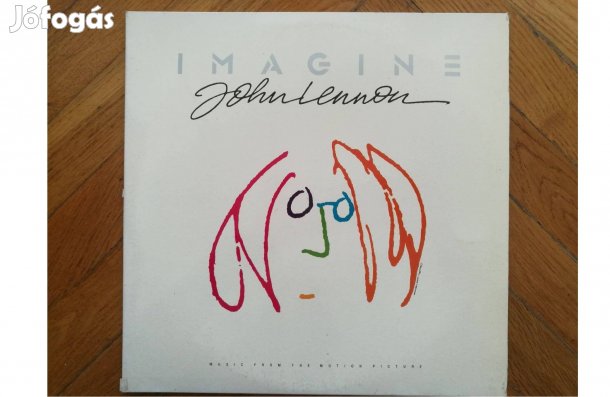 Jófogás
IMAGINE
John Lennon
MUSIC FROM THE MOTION PICTURE